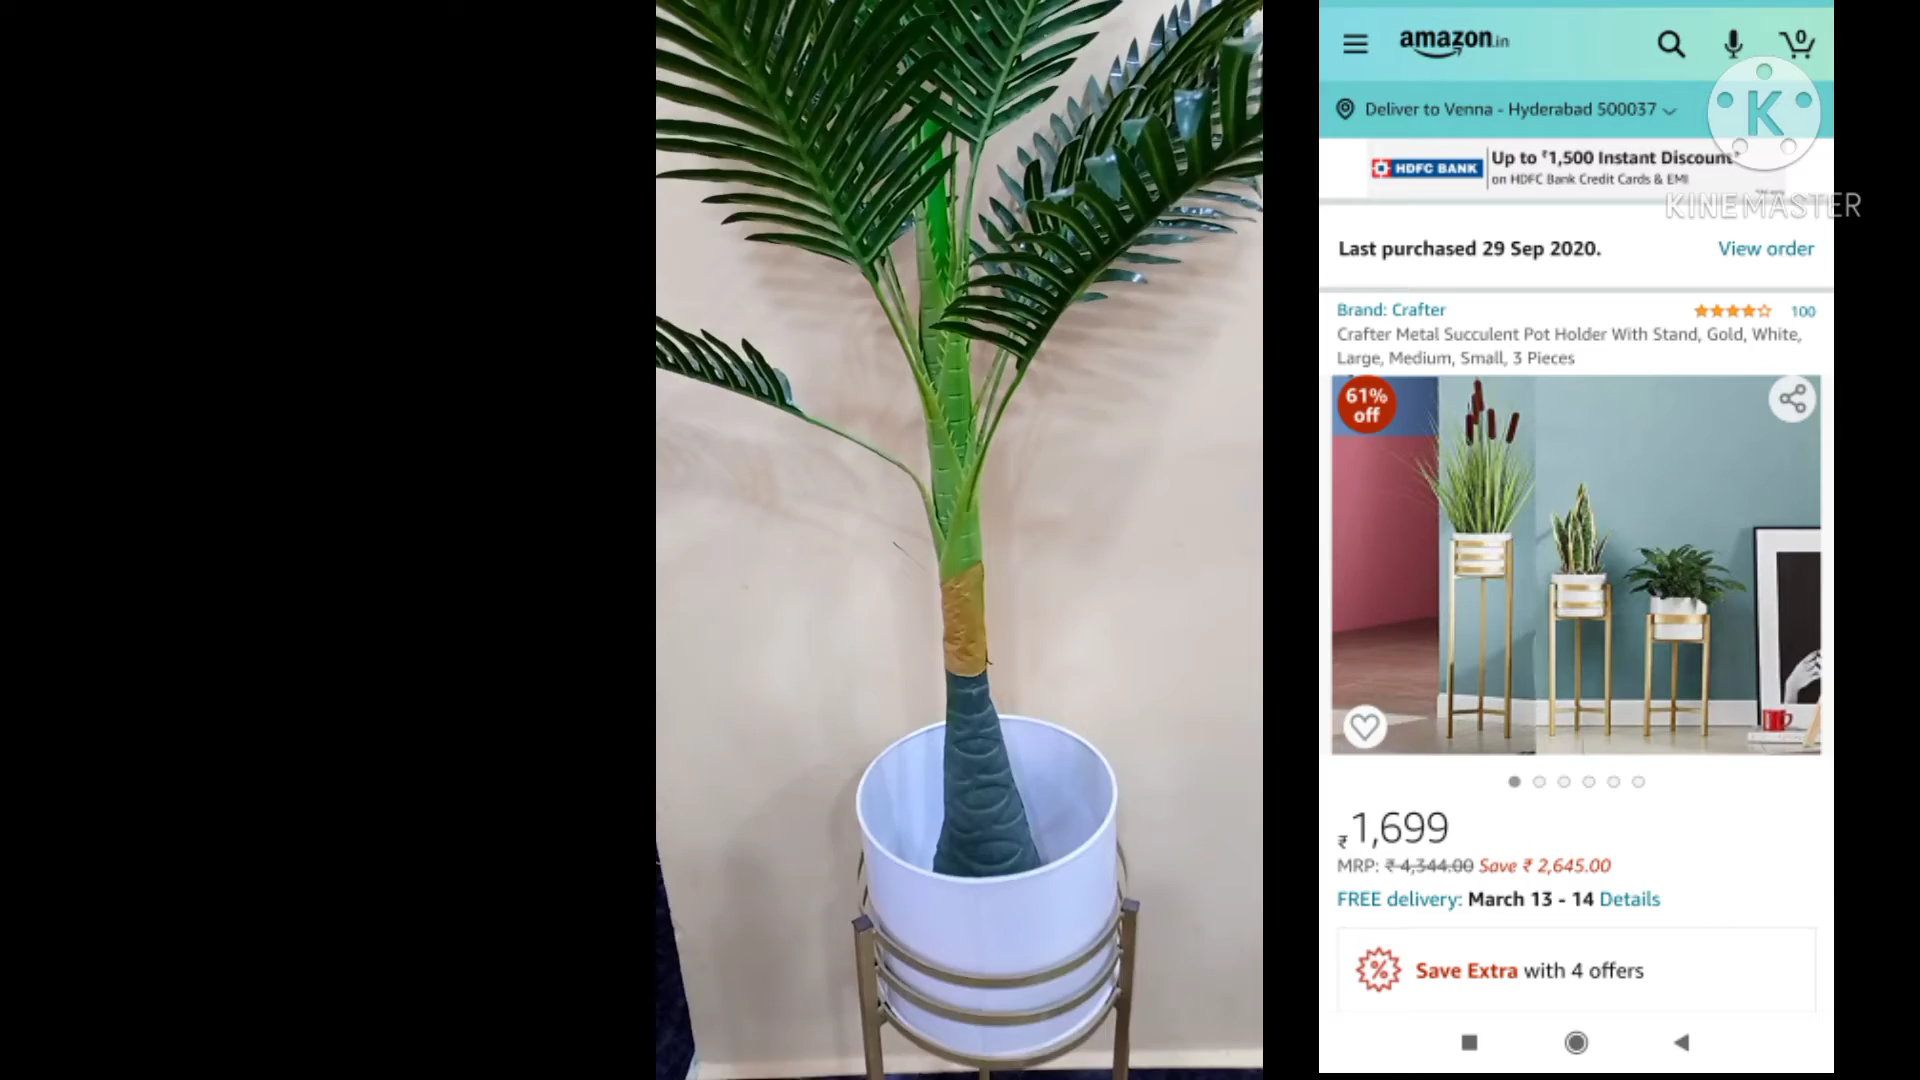 amazon.in
0
Deliver to Venna - Hyderabad 500037
K
HDFC BANK
Up to ₹1,500 Instant Discount*
on HDFC Bank Credit Cards & EMI
KINEMASTER
Last purchased 29 Sep 2020.
View order
Brand: Crafter
100
Crafter Metal Succulent Pot Holder With Stand, Gold, White,
Large, Medium, Small, 3 Pieces
61%
off
₹1,699
MRP: ₹ 4,344.00 Save ₹ 2,645.00
FREE delivery: March 13 - 14 Details
Save Extra with 4 offers